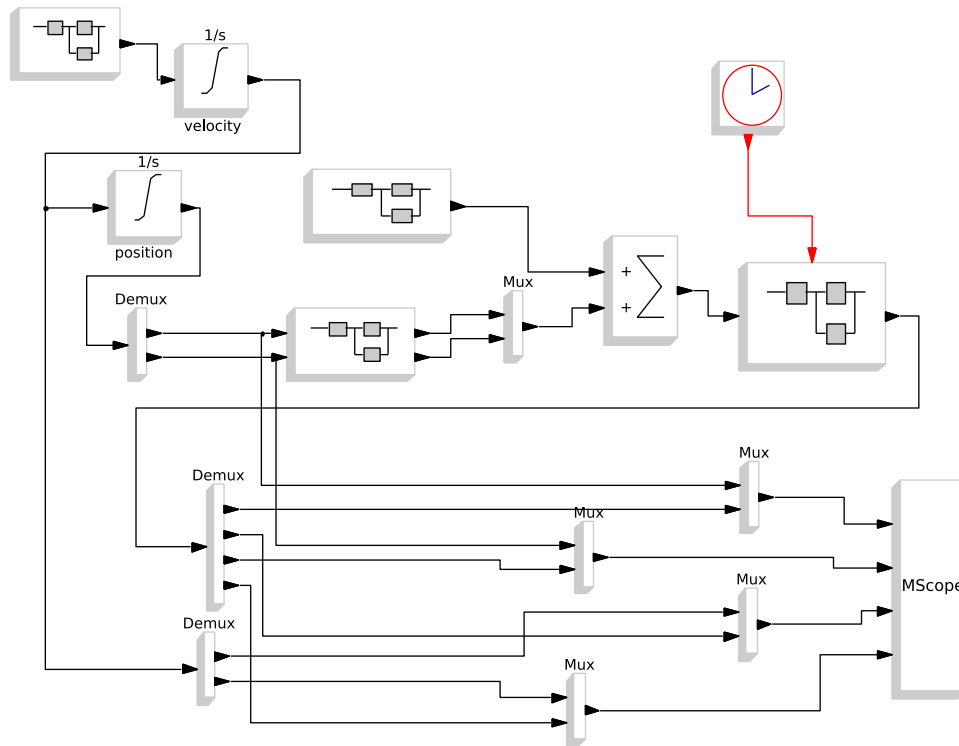 1/s
velocity
1/s
position
Demux
Mux
+
+
Demux
Mux
Mux
Mux
MScope
Demux
Mux